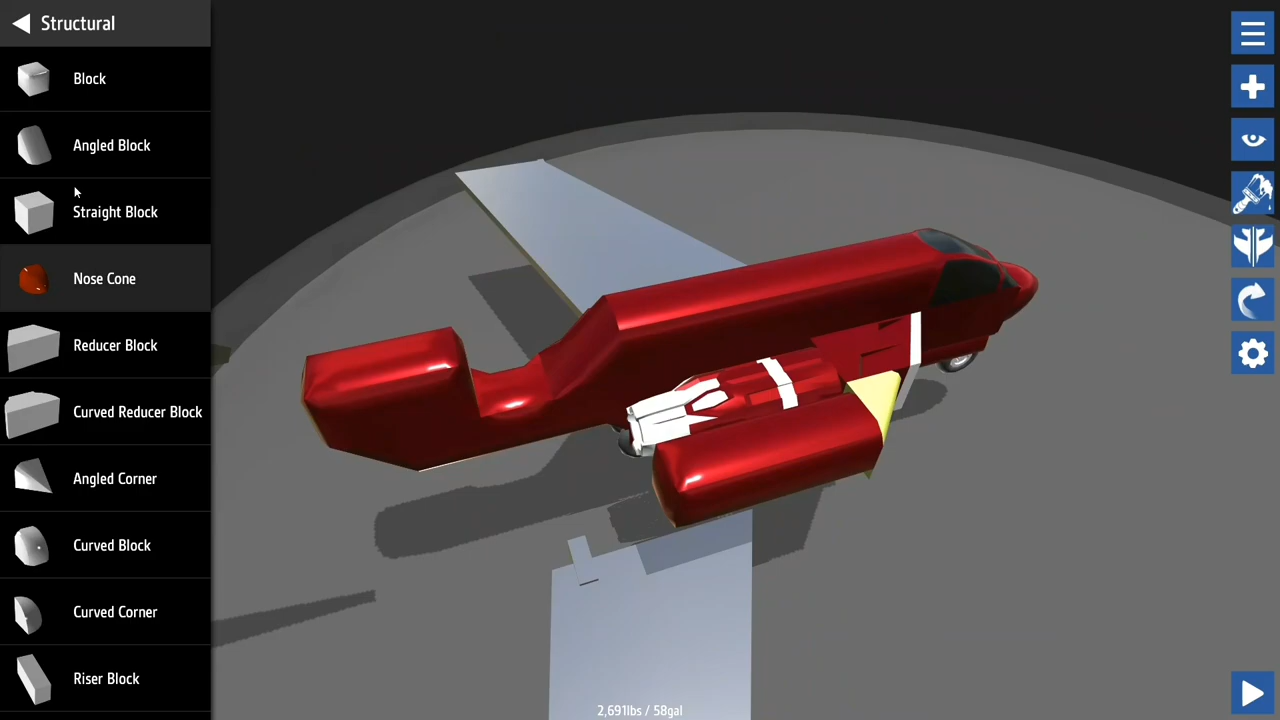 Structural
Block
Angled Block
Straight Block
Nose Cone
Reducer Block
Curved Reducer Block
Angled Corner
Curved Block
Curved Corner
Riser Block
2,691lbs / 58gal